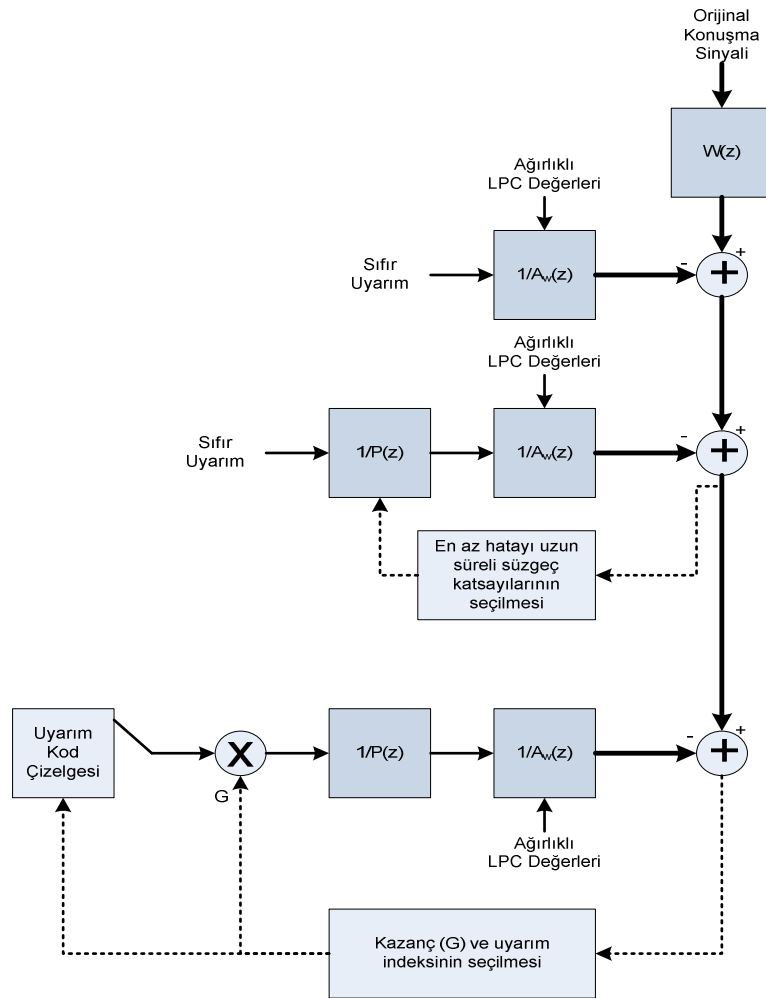 Orijinal
Konuşma
Sinyali
W(z)
Ağırlıklı
LPC Değerleri
Sıfır
Uyarım
1/Aw(z)
-
+
+
Ağırlıklı
LPC Değerleri
Sıfır
Uyarım
1/P(z)
1/Aw(z)
-
+
+
En az hatayı uzun
süreli süzgeç
katsayılarının
seçilmesi
Uyarım
Kod
Çizelgesi
X
G
1/P(z)
1/Aw(z)
-
+
+
Ağırlıklı
LPC Değerleri
Kazanç (G) ve uyarım
indeksinin seçilmesi